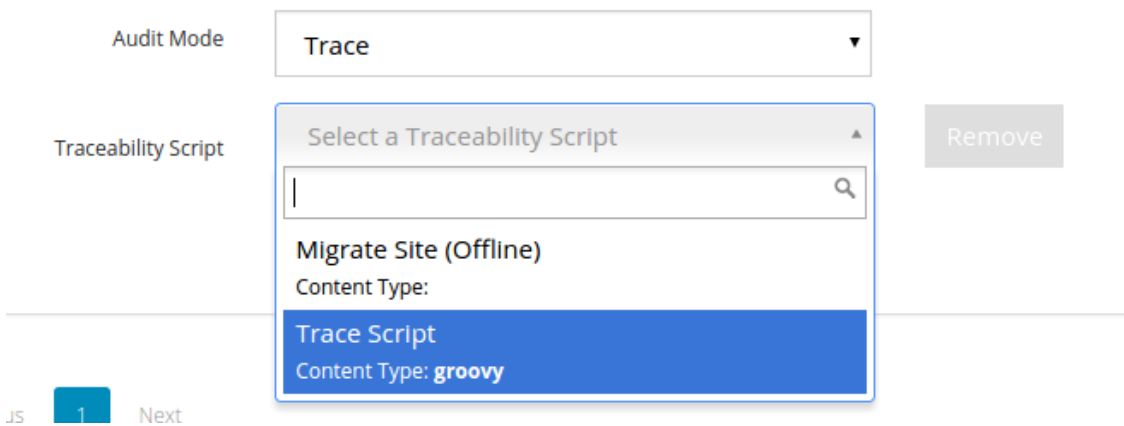 Audit Mode
Trace
Traceability Script
Select a Traceability Script
Remove
Migrate Site (Offline)
Content Type:
Trace Script
Content Type: groovy
us 1 Next